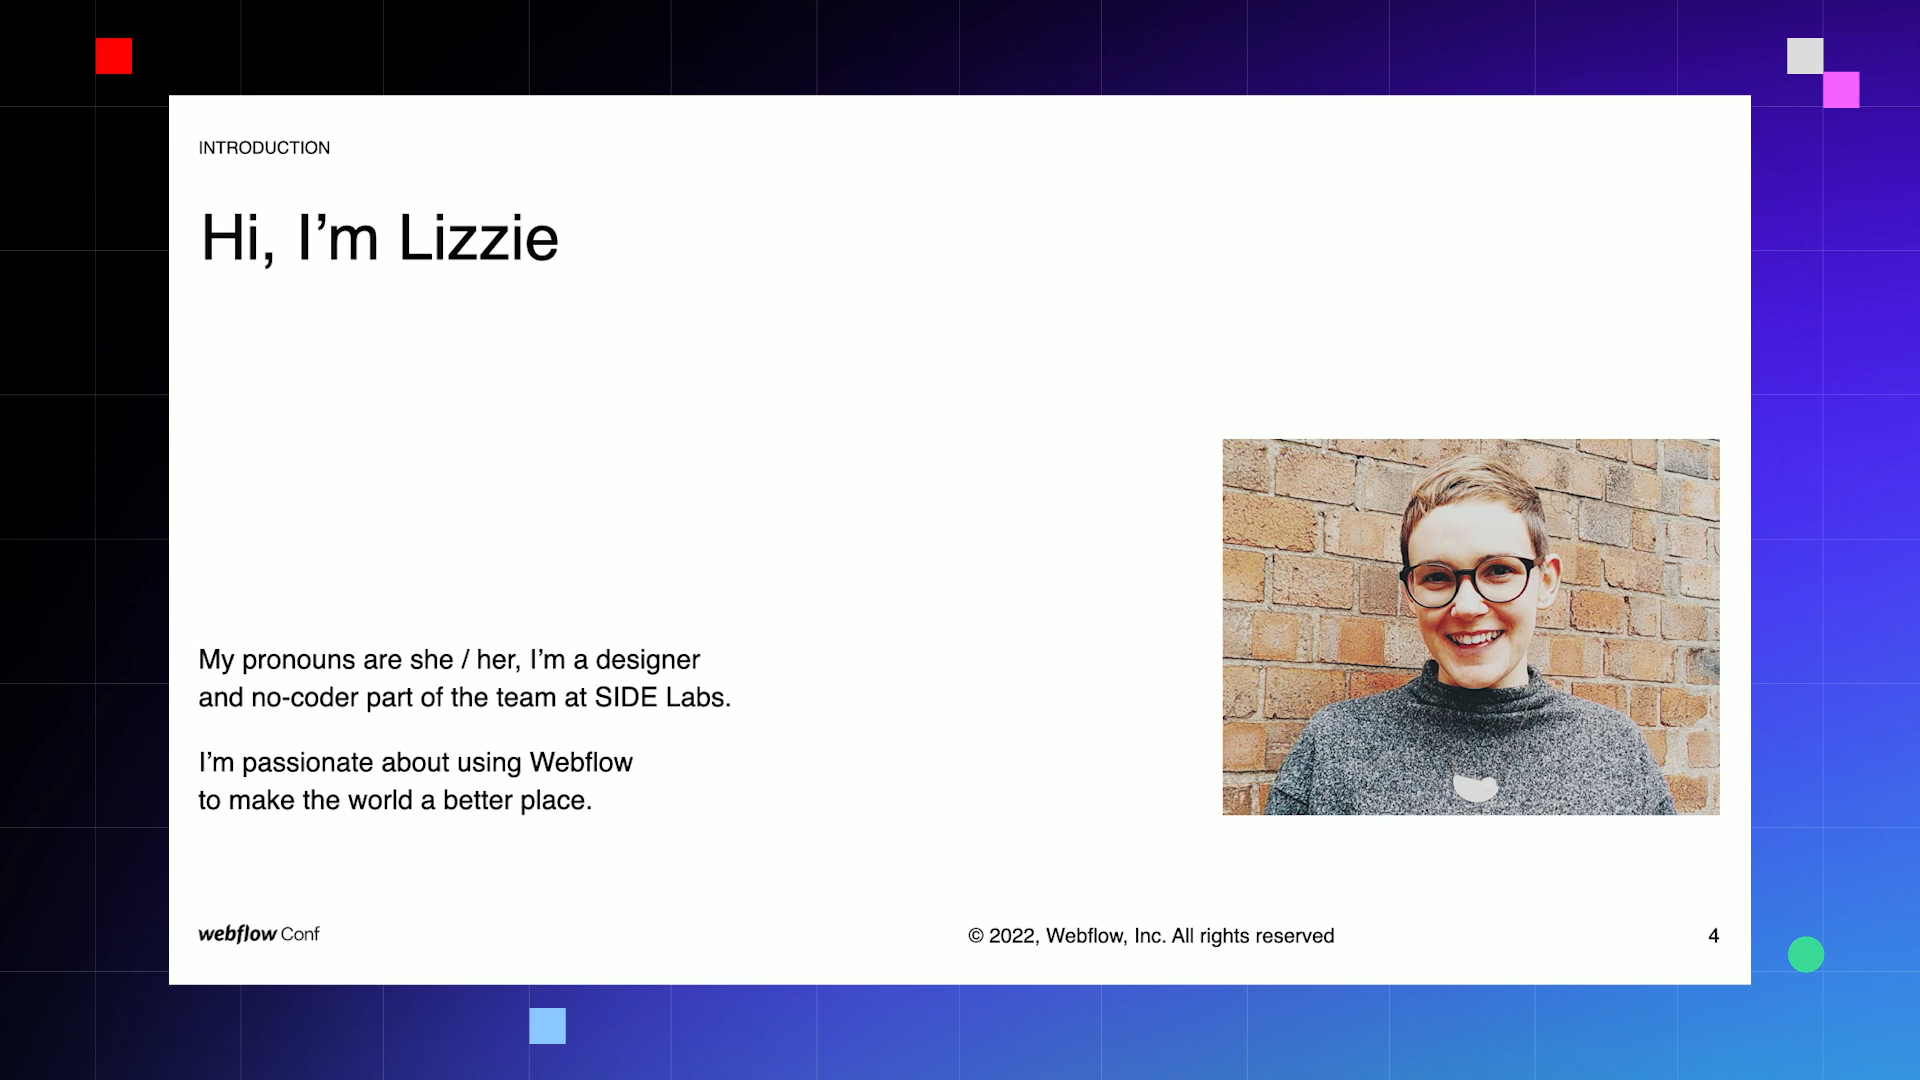 INTRODUCTION
Hi, I’m Lizzie
My pronouns are she / her, I’m a designer
and no-coder part of the team at SIDE Labs.
I’m passionate about using Webflow
to make the world a better place.
webflow Conf
© 2022, Webflow, Inc. All rights reserved
4